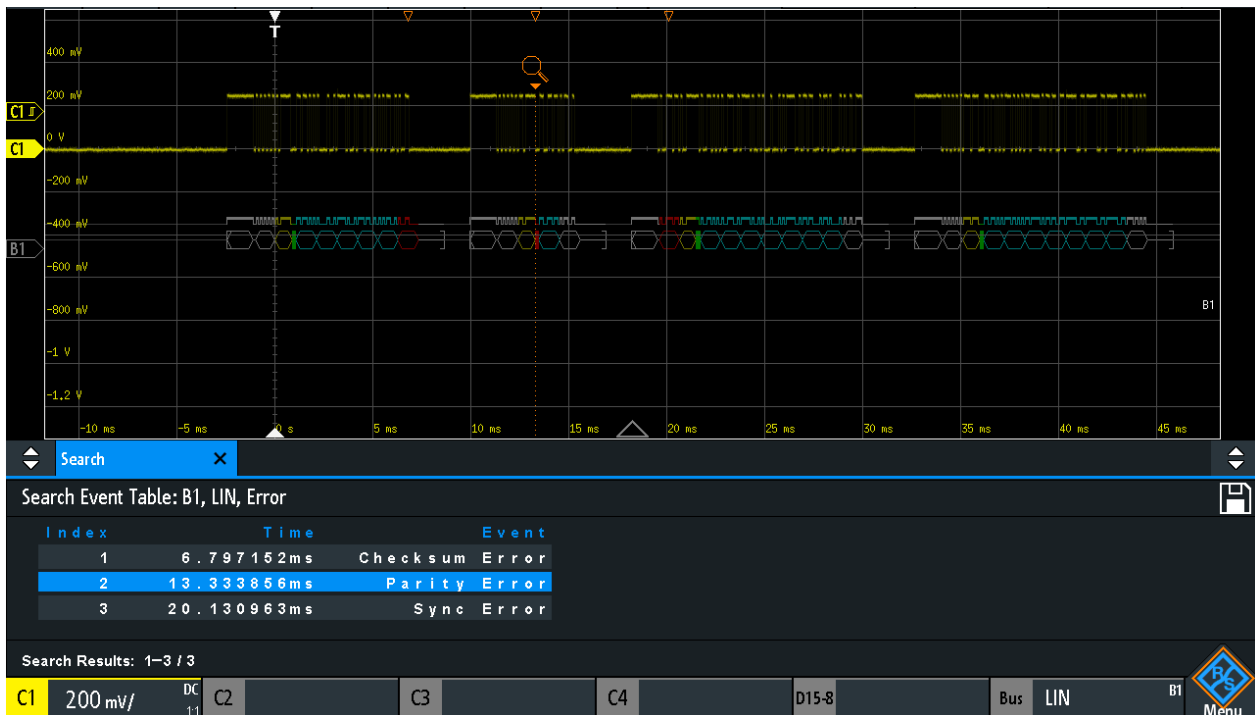 T
400 mV
200 mV
C1
0 V
C1
-200 mV
-400 mV
B1
-600 mV
-800 mV
B1
-1 V
-1.2 V
-10 ms -5 ms 0 s 5 ms 10 ms 15 ms 20 ms 25 ms 30 ms 35 ms 40 ms 45 ms
Search ×
Search Event Table: B1, LIN, Error
Index Time Event
1 6.797152ms Checksum Error
2 13.333856ms Parity Error
3 20.130963ms Sync Error
Search Results: 1-3 / 3
C1 200 mV/ DC 1:1 C2 C3 C4 D15-8 Bus LIN B1
R&S
Menu